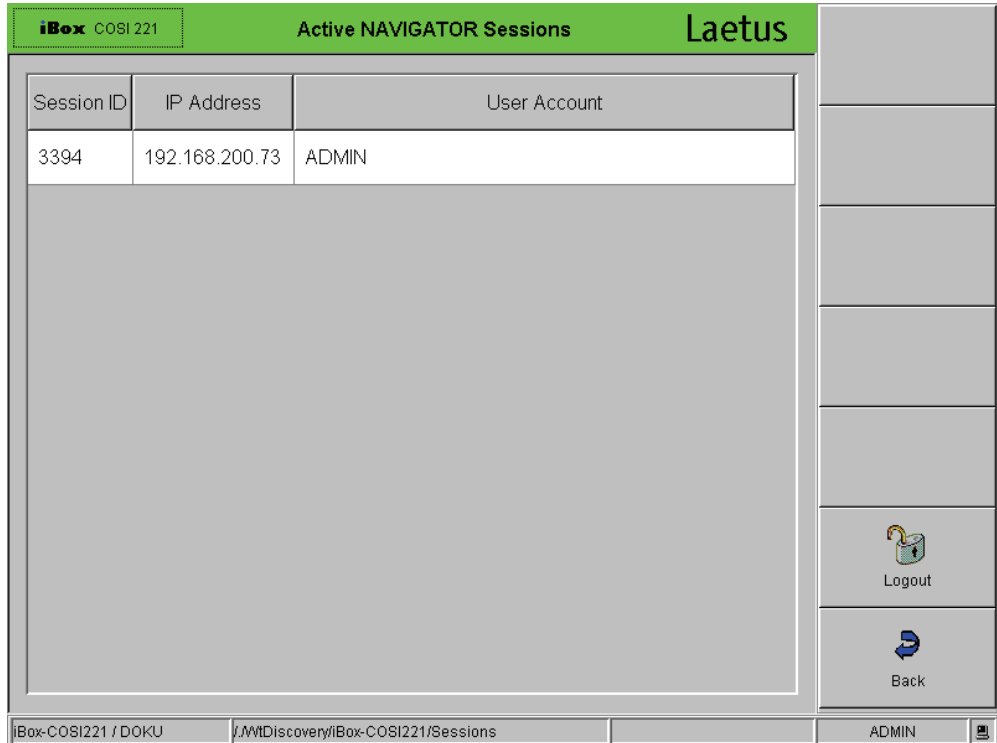 iBox COSI 221 Active NAVIGATOR Sessions Laetus
Session ID IP Address User Account
3394 192.168.200.73 ADMIN
Logout
Back
iBox-COSI221 / DOKU /./WtDiscovery/iBox-COSI221/Sessions ADMIN